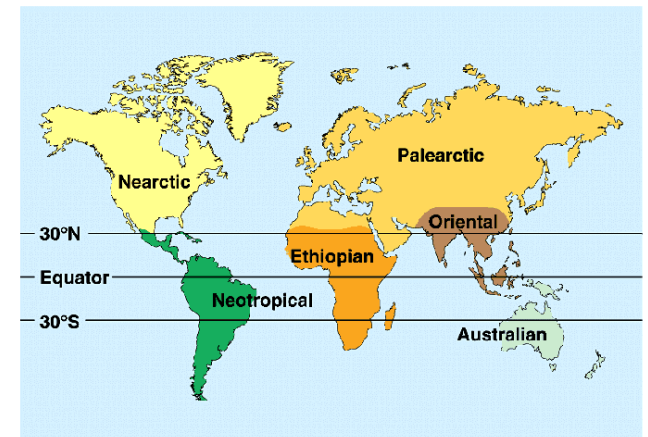 Palearctic
Nearctic
Oriental
30°N
Ethiopian
Equator
Neotropical
30°S
Australian